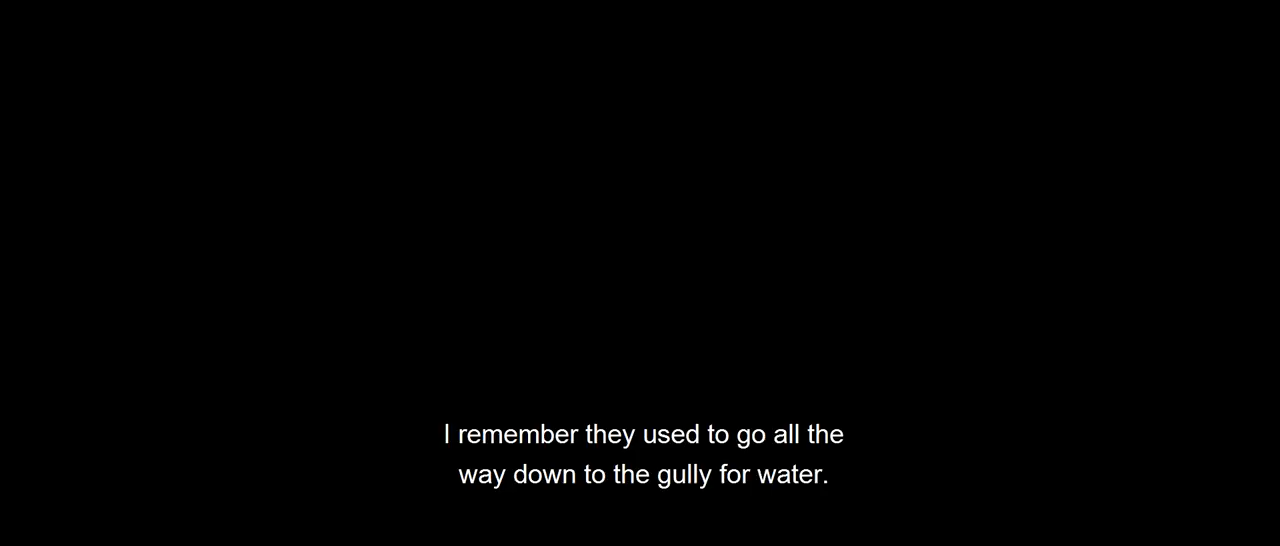 I remember they used to go all the
way down to the gully for water.